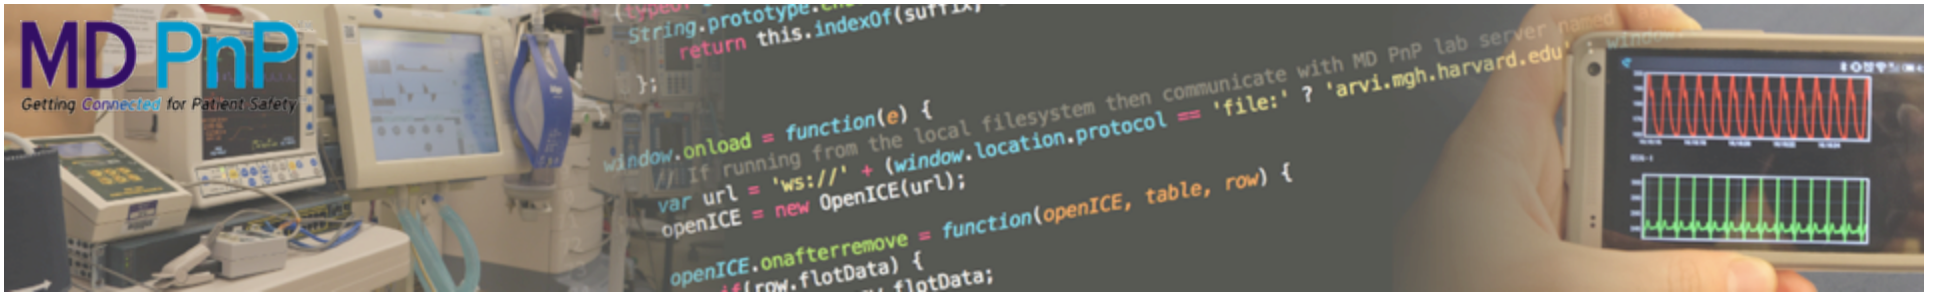 MD PnP
Getting Connected for Patient Safety
String.prototype.
return this.indexOf(suffix,
};
window.onload = function(e) {
// If running from the local filesystem then communicate with MD PnP lab server named
var url = 'ws://' + (window.location.protocol == 'file:' ? 'arvi.mgh.harvard.edu' : window.
openICE = new OpenICE(url);
openICE.onafterremove = function(openICE, table, row) {
if(row.flotData) {
flotData;